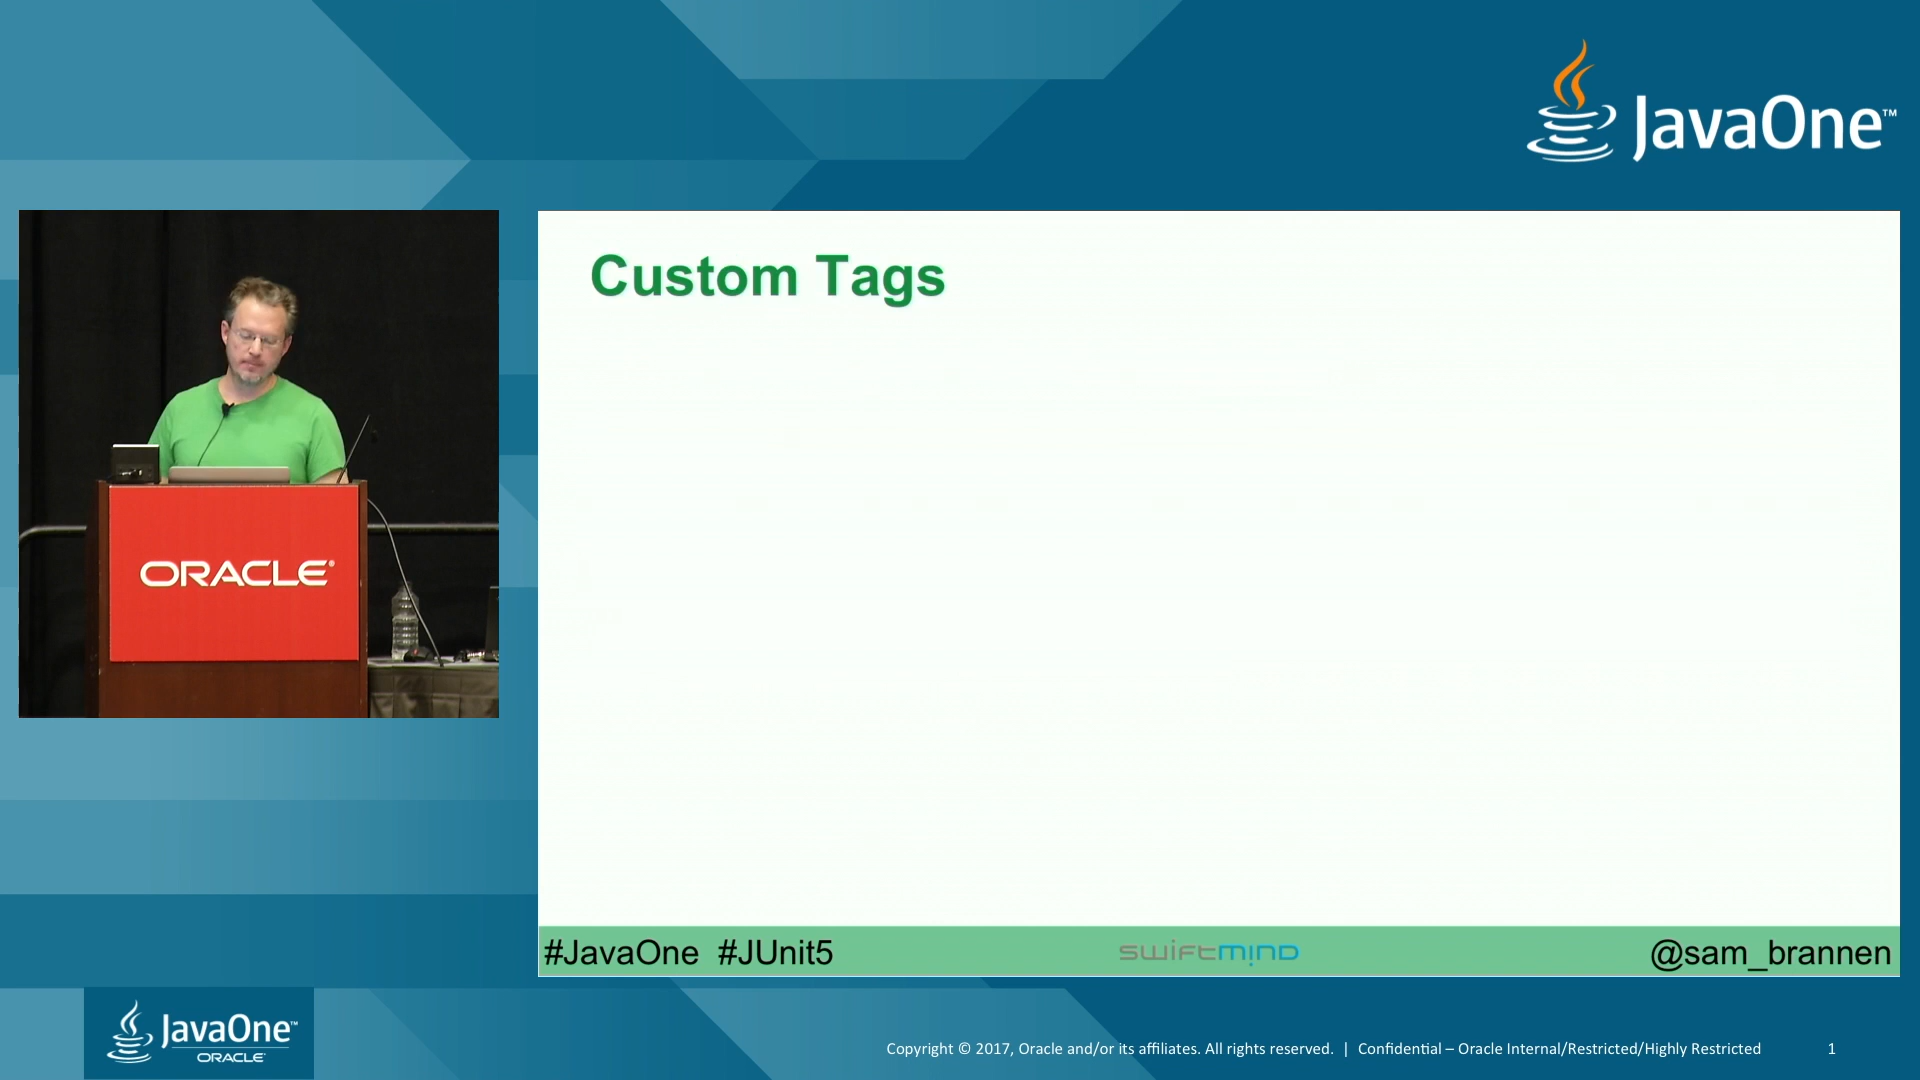 JavaOne™
Custom Tags
ORACLE®
#JavaOne #JUnit5
swiftmind
@sam_brannen
JavaOne™
ORACLE®
Copyright © 2017, Oracle and/or its affiliates. All rights reserved. | Confidential – Oracle Internal/Restricted/Highly Restricted
1